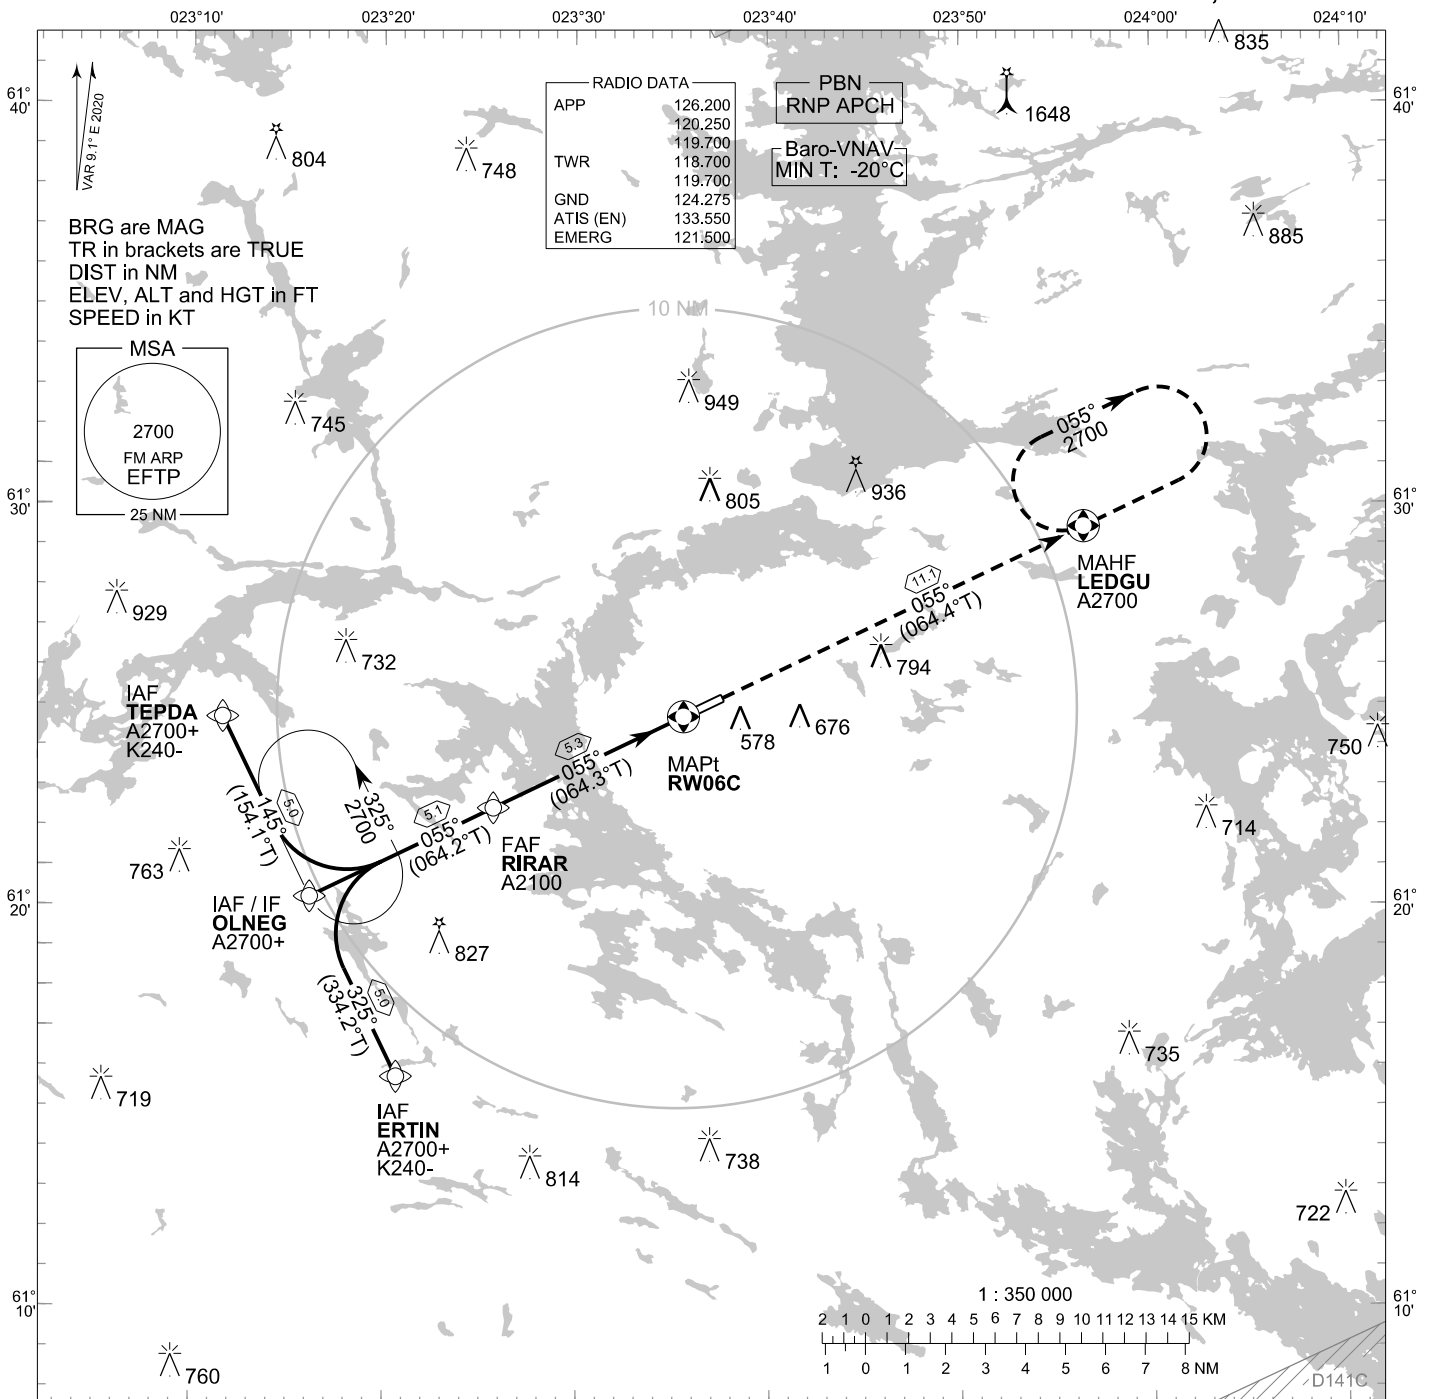 023°10'
023°20'
023°30'
023°40'
023°50'
024°00'
024°10'
835
61°
40'
61°
40'
VAR 9.1° E 2020
804
748
RADIO DATA
APP 126.200
120.250
119.700
TWR 118.700
119.700
GND 124.275
ATIS (EN) 133.550
EMERG 121.500
PBN
RNP APCH
Baro-VNAV
MIN T: -20°C
1648
885
BRG are MAG
TR in brackets are TRUE
DIST in NM
ELEV, ALT and HGT in FT
SPEED in KT
MSA
2700
FM ARP
EFTP
25 NM
10 NM
745
949
805
936
055°
2700
61°
30'
61°
30'
MAHF
LEDGU
A2700
11.1
055°
(064.4°T)
929
732
794
IAF
TEPDA
A2700+
K240-
578
676
750
MAPt
RW06C
5.3
055°
(064.3°T)
5.0
145°
(154.1°T)
325°
2700
5.1
055°
(064.2°T)
714
763
FAF
RIRAR
A2100
IAF / IF
OLNEG
A2700+
61°
20'
61°
20'
827
5.0
325°
(334.2°T)
735
719
IAF
ERTIN
A2700+
K240-
814
738
722
61°
10'
61°
10'
1 : 350 000
2 1 0 1 2 3 4 5 6 7 8 9 10 11 12 13 14 15 KM
1 0 1 2 3 4 5 6 7 8 NM
760
D141C